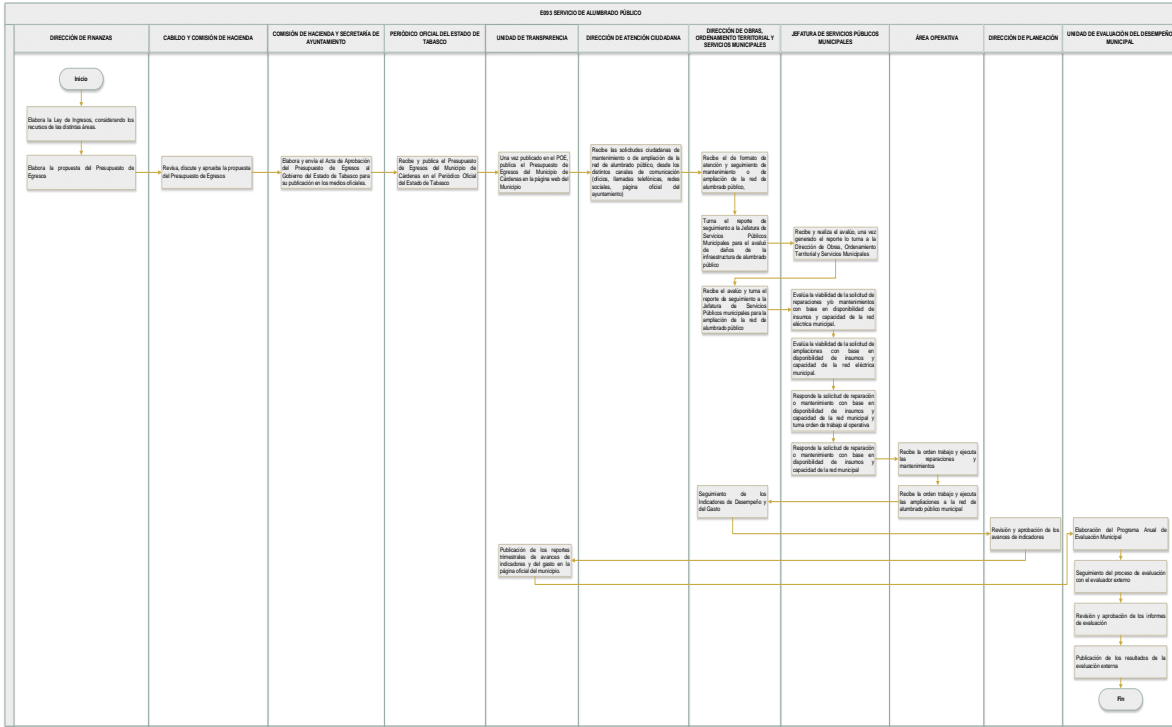 E093 SERVICIO DE ALUMBRADO PÚBLICO
DIRECCIÓN DE FINANZAS
CABILDO Y COMISIÓN DE HACIENDA
COMISIÓN DE HACIENDA Y SECRETARÍA DE
AYUNTAMIENTO
PERIÓDICO OFICIAL DEL ESTADO DE
TABASCO
UNIDAD DE TRANSPARENCIA
DIRECCIÓN DE ATENCIÓN CIUDADANA
DIRECCIÓN DE OBRAS,
ORDENAMIENTO TERRITORIAL Y
SERVICIOS MUNICIPALES
JEFATURA DE SERVICIOS PÚBLICOS
MUNICIPALES
ÁREA OPERATIVA
DIRECCIÓN DE PLANEACIÓN
UNIDAD DE EVALUACIÓN DEL DESEMPEÑO
MUNICIPAL
Inicio
Elabora la Ley de Ingresos, considerando los
recursos de las distintas áreas.
Elabora la propuesta del Presupuesto de
Egresos
Revisa, discute y aprueba la propuesta
del Presupuesto de Egresos
Elabora y envía el Acta de Aprobación
del Presupuesto de Egresos al
Gobierno del Estado de Tabasco para
su publicación en los medios oficiales.
Recibe y publica el Presupuesto
de Egresos del Municipio de
Cárdenas en el Periódico Oficial
del Estado de Tabasco
Una vez publicado en el POE,
publica el Presupuesto de
Egresos del Municipio de
Cárdenas en la página web del
Municipio
Recibe las solicitudes ciudadanas de
mantenimiento o de ampliación de la
red de alumbrado público, desde los
distintos canales de comunicación
(oficios, llamadas telefónicas, redes
sociales, página oficial del
ayuntamiento)
Recibe el de formato de
atención y seguimiento de
mantenimiento o de
ampliación de la red de
alumbrado público,
Turna el reporte de
seguimiento a la Jefatura de
Servicios Públicos
Municipales para el avaluó de
daños de la
infraestructura de alumbrado
público
Recibe y realiza el avalúo, una vez
generado el reporte lo turna a la
Dirección de Obras, Ordenamiento
Territorial y Servicios Municipales
Recibe el avalúo y turna el
reporte de seguimiento a la
Jefatura de Servicios
Públicos municipales para la
ampliación de la red de
alumbrado público
Evalúa la viabilidad de la solicitud de
reparaciones y/o mantenimientos
con base en disponibilidad de
insumos y capacidad de la red
eléctrica municipal.
Evalúa la viabilidad de la solicitud de
ampliaciones con base en
disponibilidad de insumos y
capacidad de la red eléctrica
municipal.
Responde la solicitud de reparación
o mantenimiento con base en
disponibilidad de insumos y
capacidad de la red municipal y
turna orden de trabajo al operativa
Responde la solicitud de reparación
o mantenimiento con base en
disponibilidad de insumos y
capacidad de la red municipal
Recibe la orden trabajo y ejecuta
las reparaciones y
mantenimientos
Recibe la orden trabajo y ejecuta
las ampliaciones a la red de
alumbrado público municipal
Seguimiento de los
Indicadores de Desempeño y
del Gasto
Revisión y aprobación de los
avances de indicadores
Publicación de los reportes
trimestrales de avances de
indicadores y del gasto en la
página oficial del municipio.
Elaboración del Programa Anual de
Evaluación Municipal
Seguimiento del proceso de evaluación
con el evaluador externo
Revisión y aprobación de los informes
de evaluación
Publicación de los resultados de la
evaluación externa
Fin